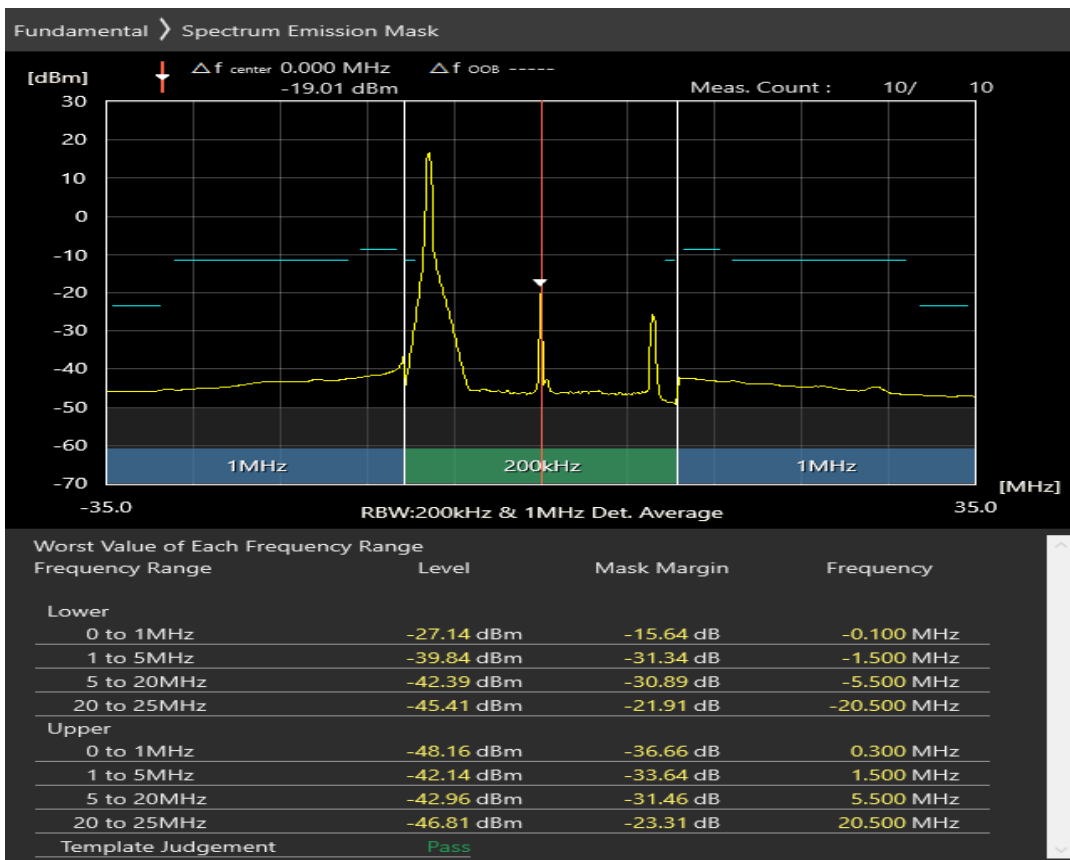 Fundamental 〉 Spectrum Emission Mask
[dBm] △f center 0.000 MHz △f OOB -----
-19.01 dBm Meas. Count : 10/ 10
30
20
10
0
-10
-20
-30
-40
-50
-60
-70
1MHz 200kHz 1MHz
[MHz]
-35.0 RBW:200kHz & 1MHz Det. Average 35.0
Worst Value of Each Frequency Range
Frequency Range Level Mask Margin Frequency
Lower
0 to 1MHz -27.14 dBm -15.64 dB -0.100 MHz
1 to 5MHz -39.84 dBm -31.34 dB -1.500 MHz
5 to 20MHz -42.39 dBm -30.89 dB -5.500 MHz
20 to 25MHz -45.41 dBm -21.91 dB -20.500 MHz
Upper
0 to 1MHz -48.16 dBm -36.66 dB 0.300 MHz
1 to 5MHz -42.14 dBm -33.64 dB 1.500 MHz
5 to 20MHz -42.96 dBm -31.46 dB 5.500 MHz
20 to 25MHz -46.81 dBm -23.31 dB 20.500 MHz
Template Judgement Pass